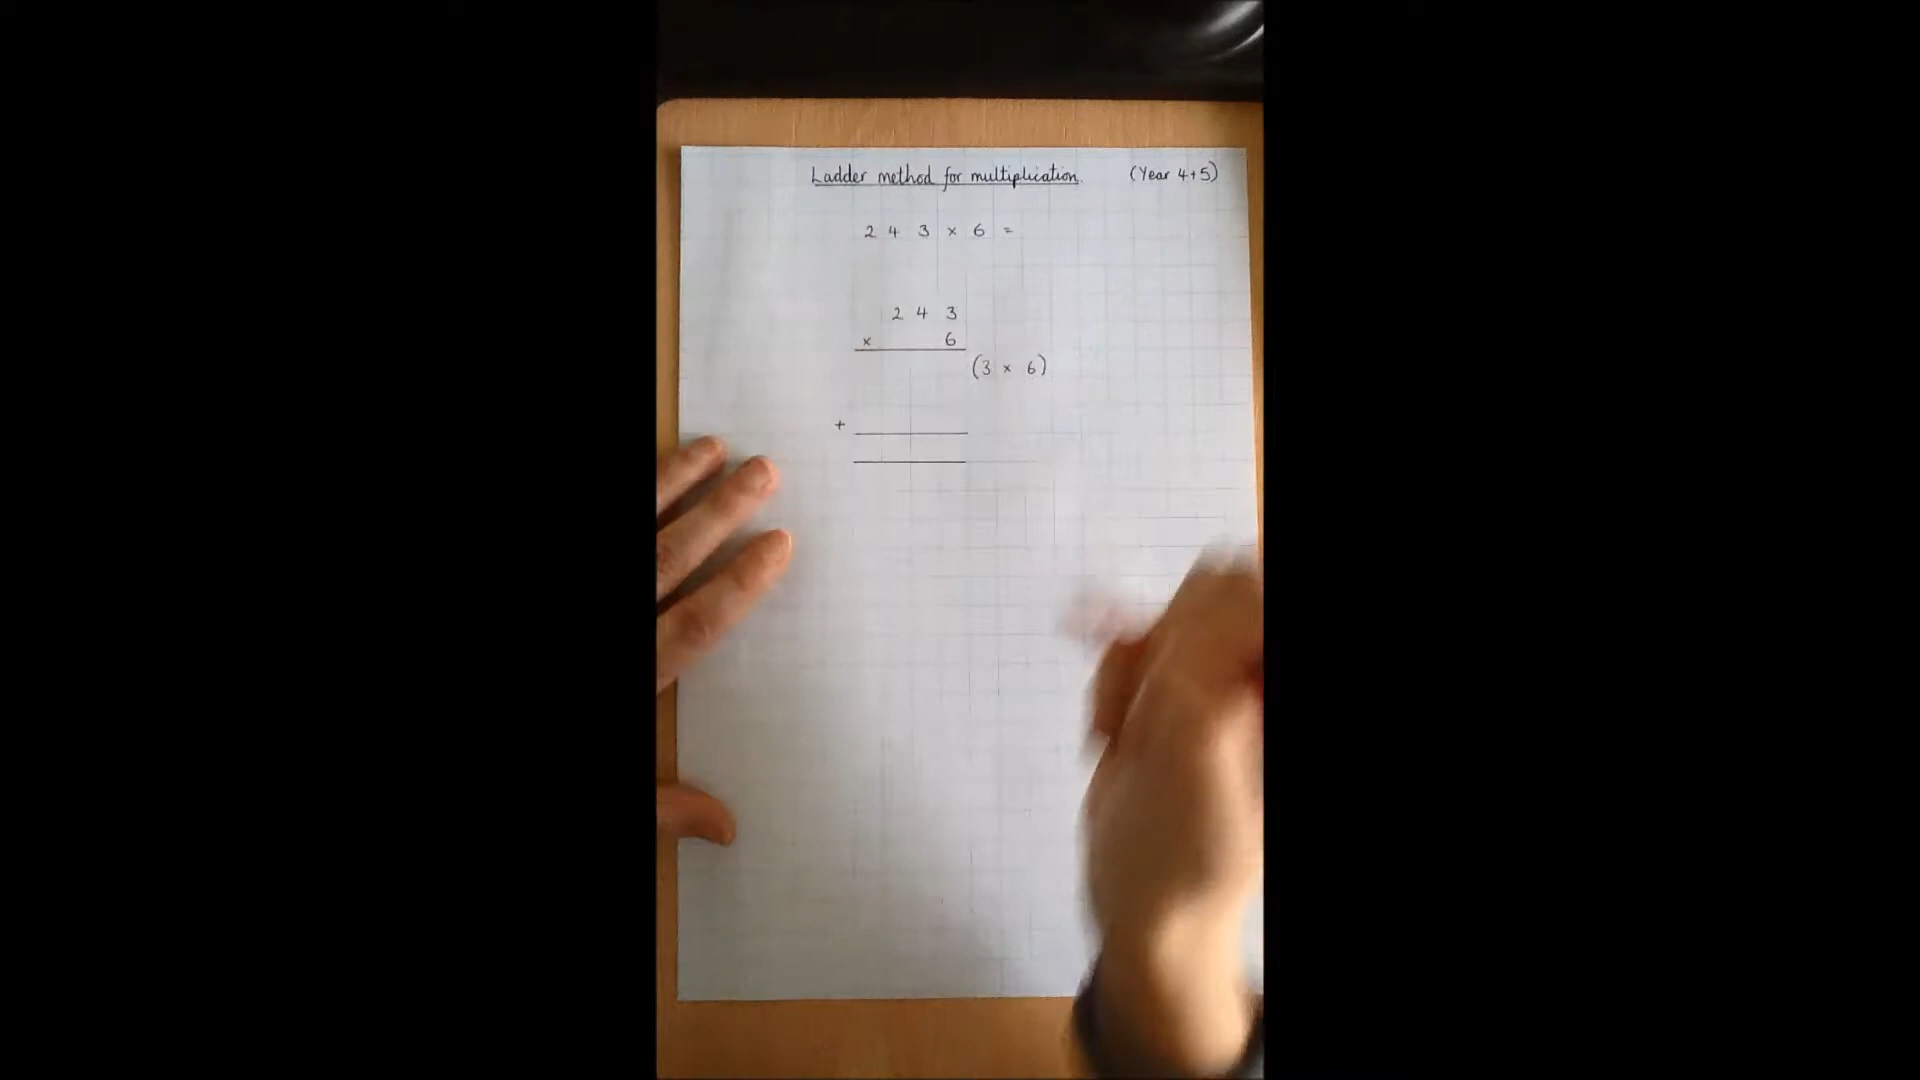 Ladder method for multiplication. (Year 4+5)
2 4 3 × 6 =
2 4 3
× 6
(3 × 6)
+